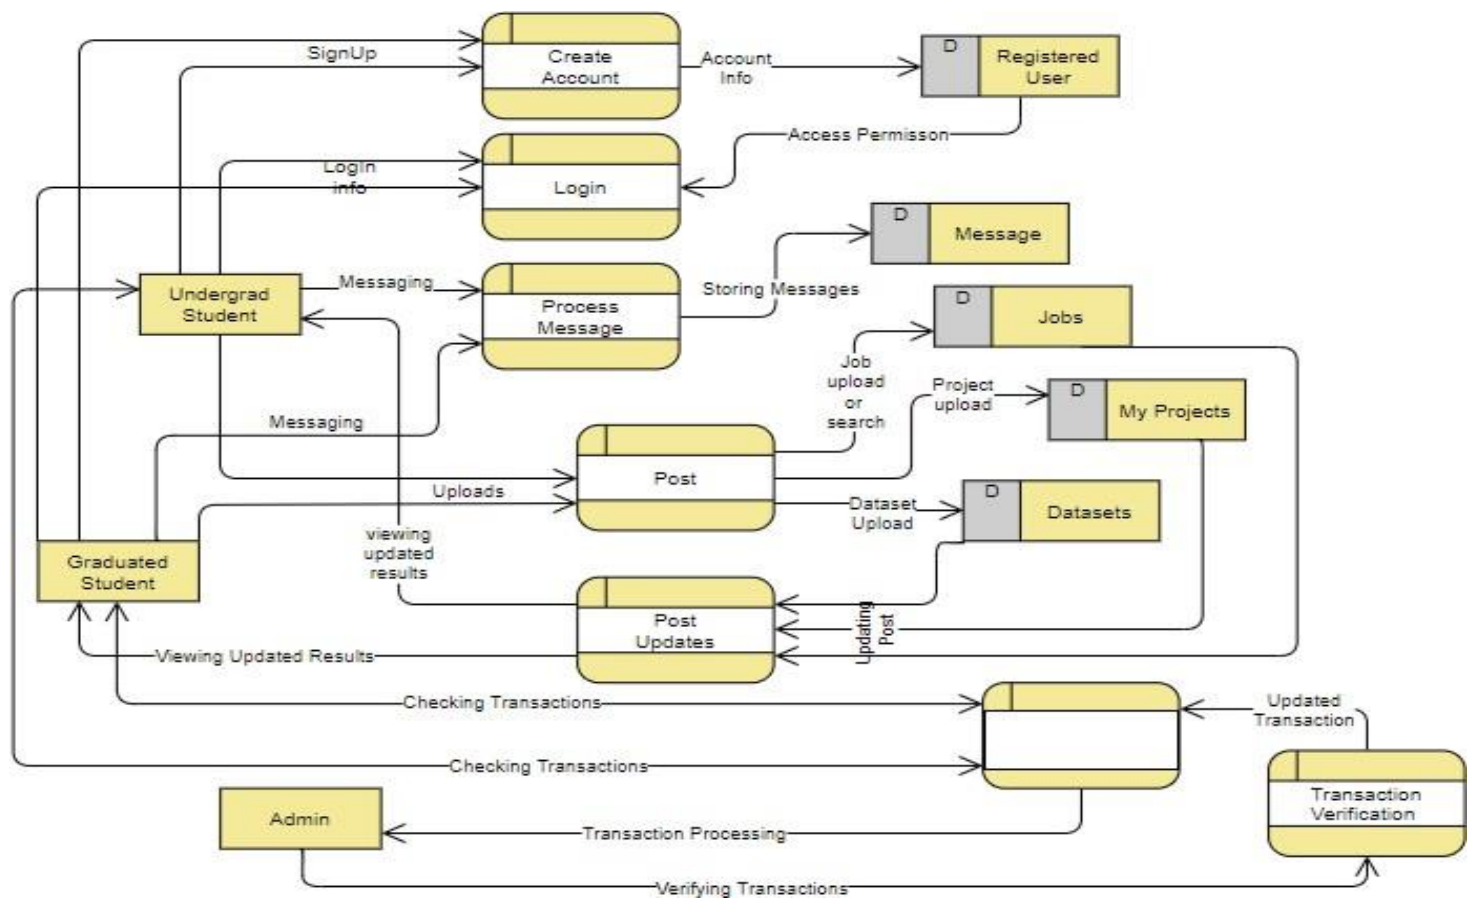 SignUp
Create
Account
Account
Info
D
Registered
User
Access Permisson
LogIn
info
Login
D
Message
Undergrad
Student
Messaging
Process
Message
Storing Messages
D
Jobs
Job
upload
or
search
Project
upload
D
My Projects
Messaging
Post
Uploads
Dataset
Upload
D
Datasets
viewing
updated
results
Graduated
Student
Post
Updates
Updating
Post
Viewing Updated Results
Checking Transactions
Updated
Transaction
Checking Transactions
Transaction
Verification
Admin
Transaction Processing
Verifying Transactions